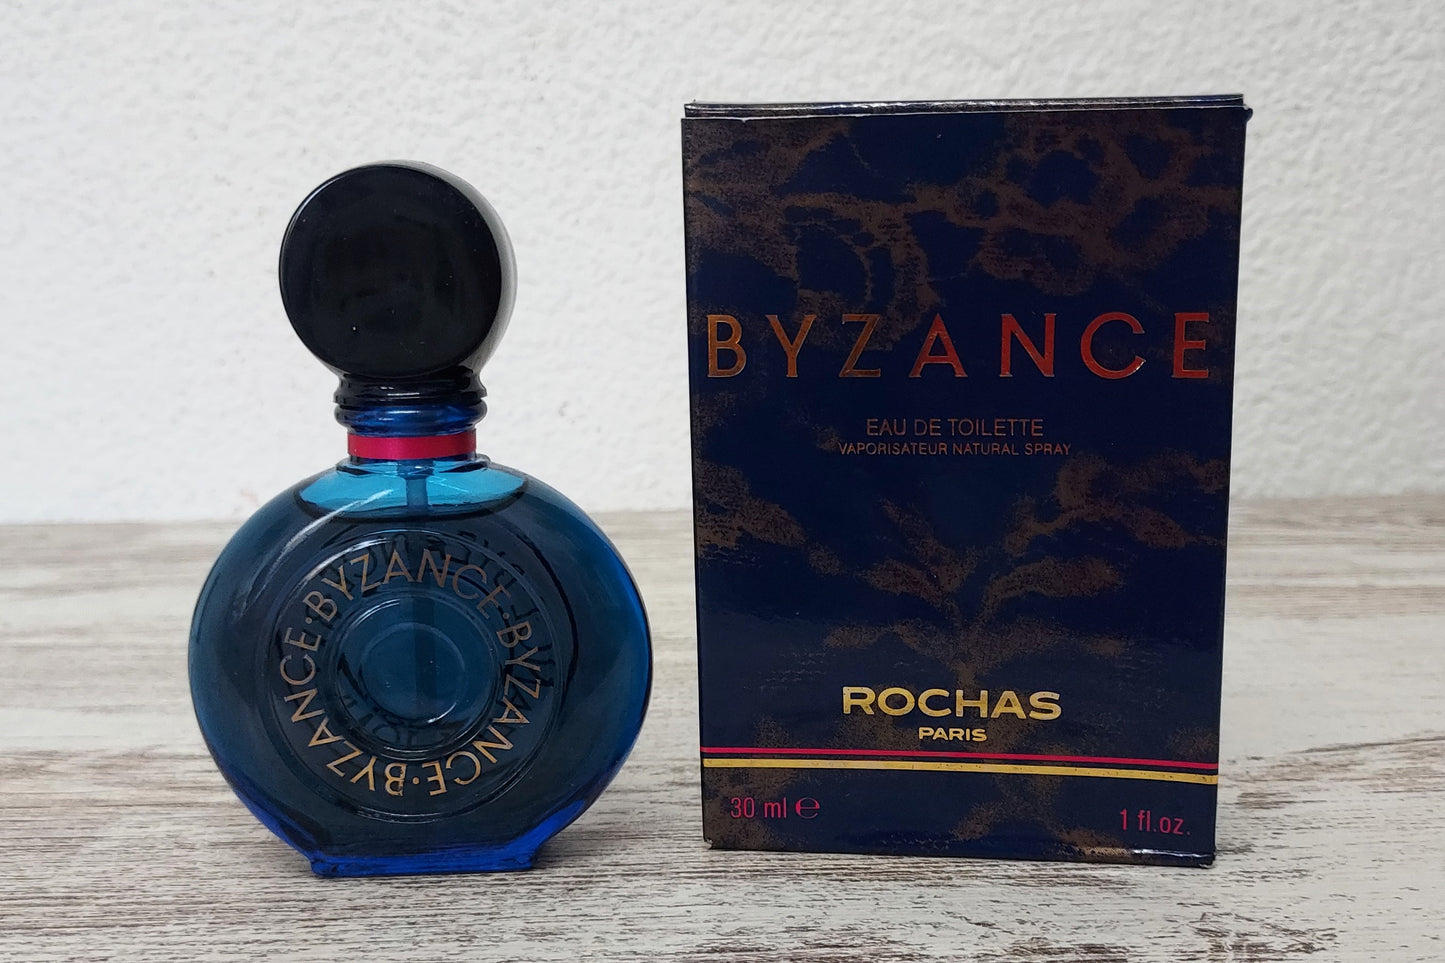 BYZANCE·BYZANCE·BYZANCE·
BYZANCE
EAU DE TOILETTE
VAPORISATEUR NATURAL SPRAY
ROCHAS
PARIS
30 ml ℮
1 fl.oz.